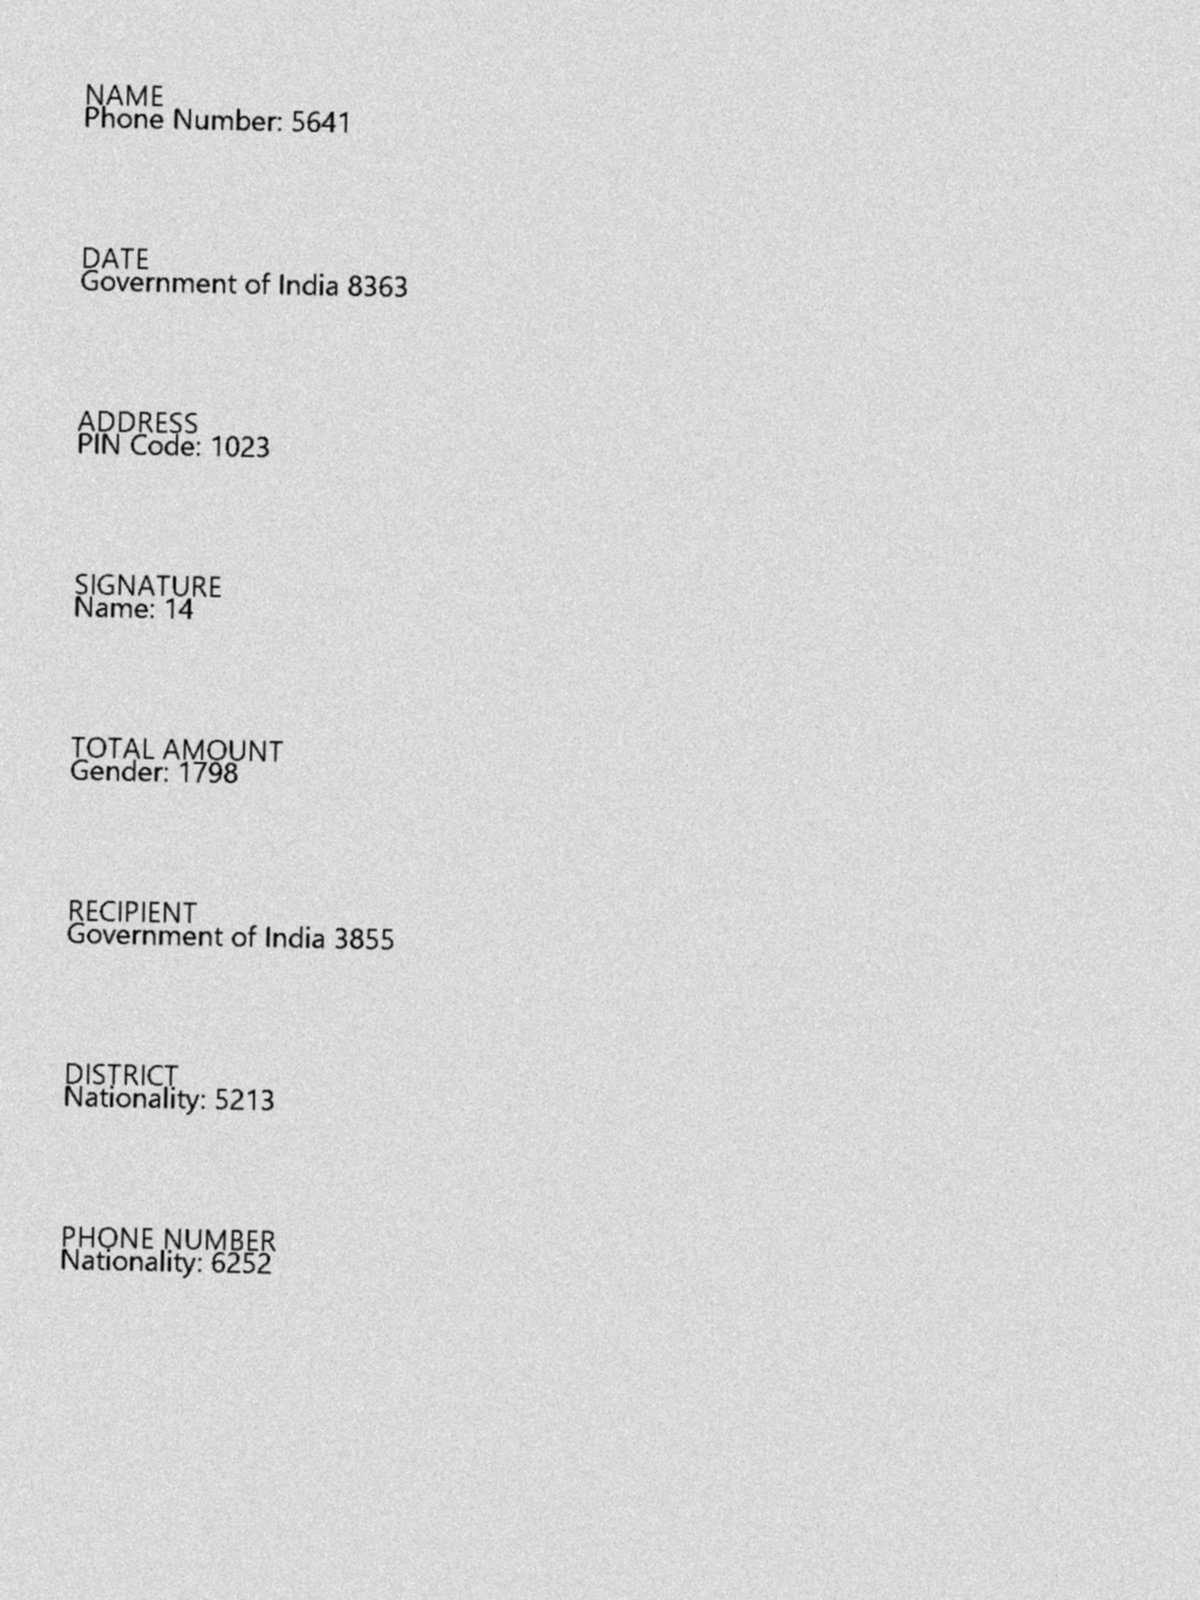 NAME
Phone Number: 5641
DATE
Government of India 8363
ADDRESS
PIN Code: 1023
SIGNATURE
Name: 14
TOTAL AMOUNT
Gender: 1798
RECIPIENT
Government of India 3855
DISTRICT
Nationality: 5213
PHONE NUMBER
Nationality: 6252